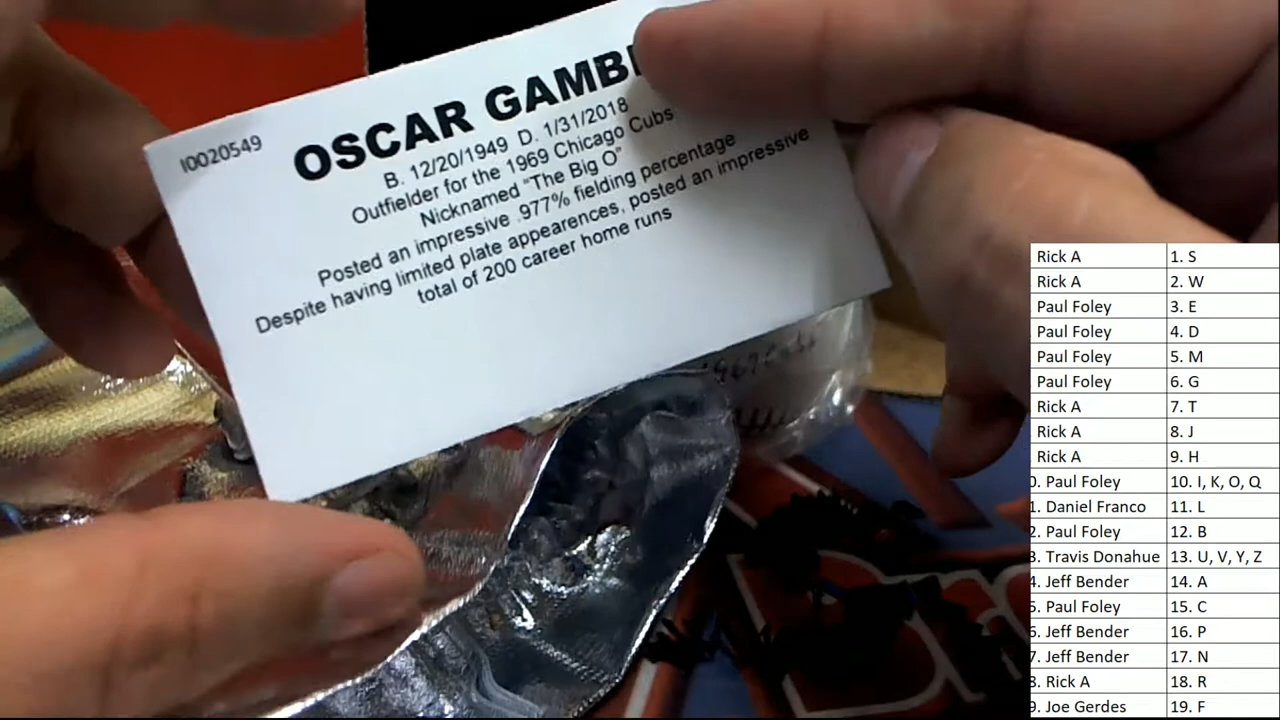 I0020549
OSCAR GAMB
B. 12/20/1949 D. 1/31/2018
Outfielder for the 1969 Chicago Cubs
Nicknamed "The Big O"
Posted an impressive .977% fielding percentage
Despite having limited plate appearences, posted an impressive
total of 200 career home runs
Rick A 1. S
Rick A 2. W
Paul Foley 3. E
Paul Foley 4. D
Paul Foley 5. M
Paul Foley 6. G
Rick A 7. T
Rick A 8. J
Rick A 9. H
0. Paul Foley 10. I, K, O, Q
1. Daniel Franco 11. L
2. Paul Foley 12. B
3. Travis Donahue 13. U, V, Y, Z
4. Jeff Bender 14. A
5. Paul Foley 15. C
6. Jeff Bender 16. P
7. Jeff Bender 17. N
8. Rick A 18. R
9. Joe Gerdes 19. F